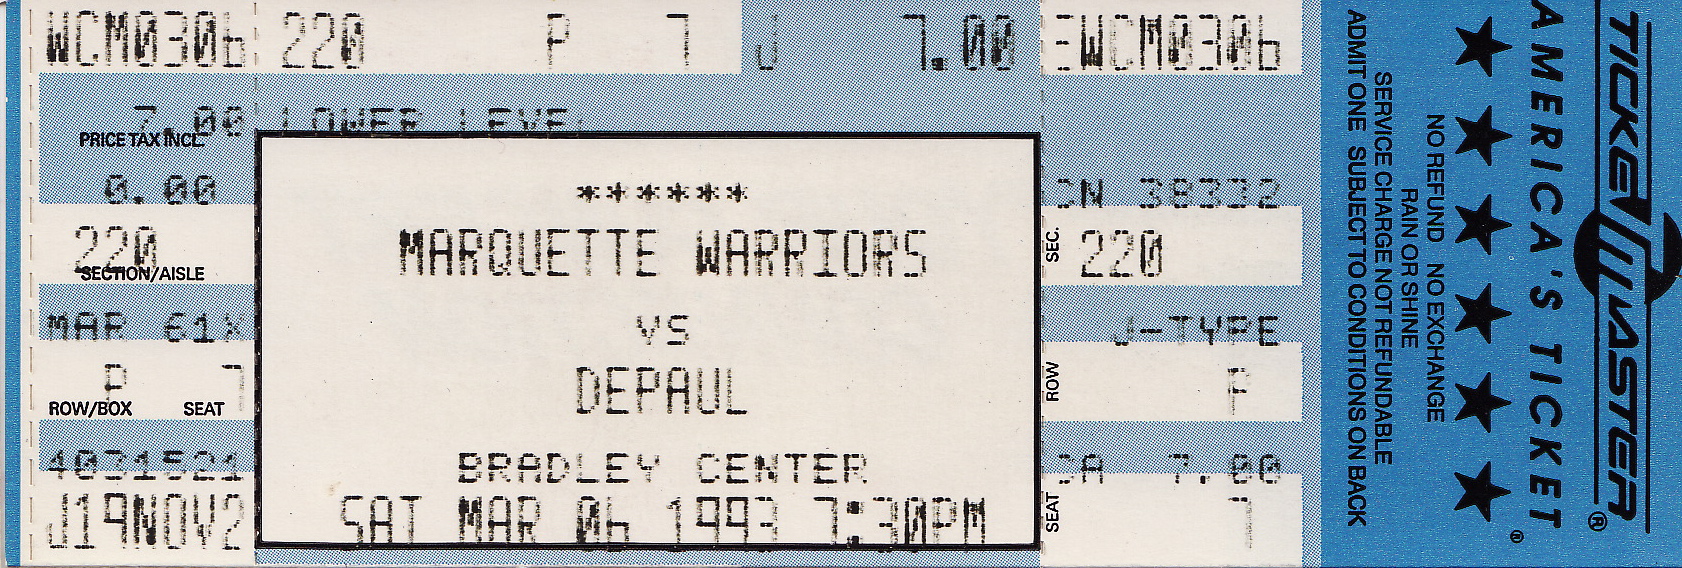 WCM0306 220 P 7 J 7.00 EWCM0306
7.00 LOWER LEVEL
PRICE TAX INCL.
0.00
220
SECTION/AISLE
MAR 61X
P 7
ROW/BOX SEAT
4031521
J19NOV2
******
MARQUETTE WARRIORS
VS
DEPAUL
BRADLEY CENTER
SAT MAR 06 1993 7:30PM
CN 38332
SEC.
220
J-TYPE
ROW
P
CA 7.00
SEAT
7
TICKETMASTER®
AMERICA'S TICKET®
★★★★★★
NO REFUND NO EXCHANGE
RAIN OR SHINE
SERVICE CHARGE NOT REFUNDABLE
ADMIT ONE SUBJECT TO CONDITIONS ON BACK